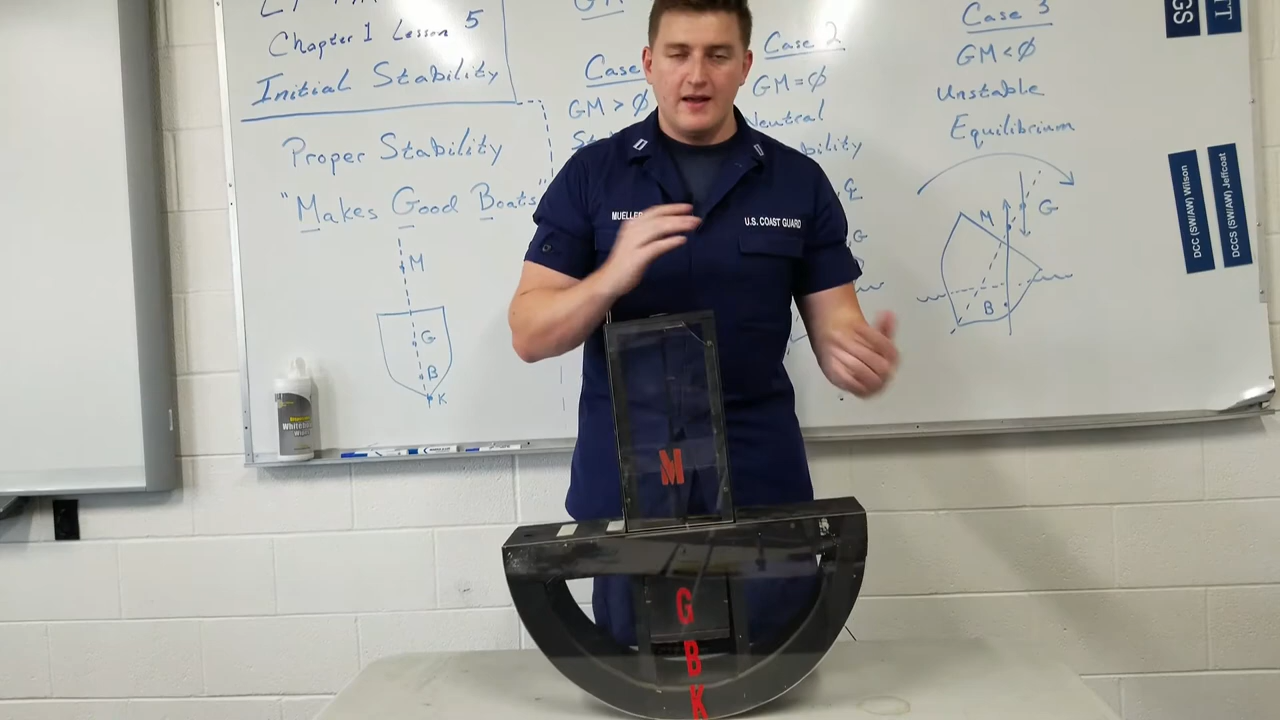 Chapter 1 Lesson 5
Initial Stability
Proper Stability
"Makes Good Boats"
M
G
B
K
GM
Case
GM > Ø
Case 2
GM = Ø
Neutral
Case 3
GM < Ø
Unstable
Equilibrium
M
G
B
G
MUELLER
U.S. COAST GUARD
DCC (SW/AW) Wilson
DCCS (SW/AW) Jeffcoat
M
G
B
K